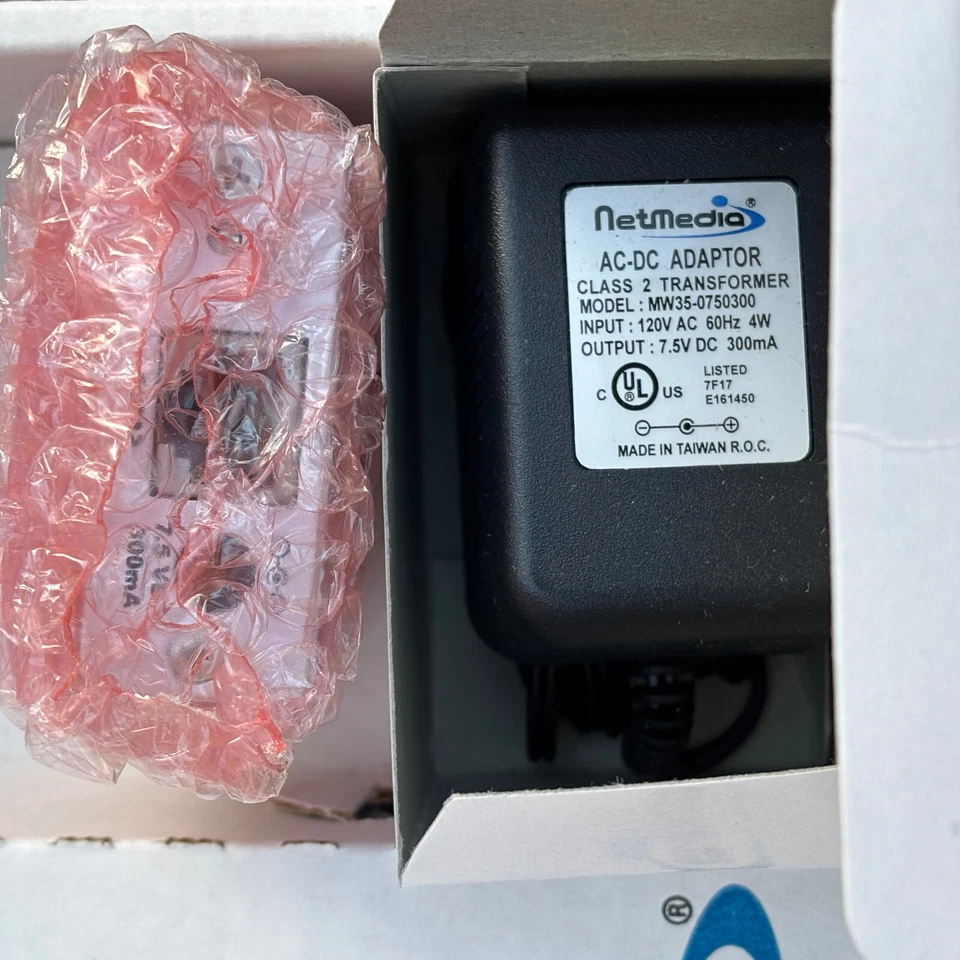 NetMedia®
AC-DC ADAPTOR
CLASS 2 TRANSFORMER
MODEL : MW35-0750300
INPUT : 120V AC 60Hz 4W
OUTPUT : 7.5V DC 300mA
C UL® US
LISTED
7F17
E161450
MADE IN TAIWAN R.O.C.
300mA
®